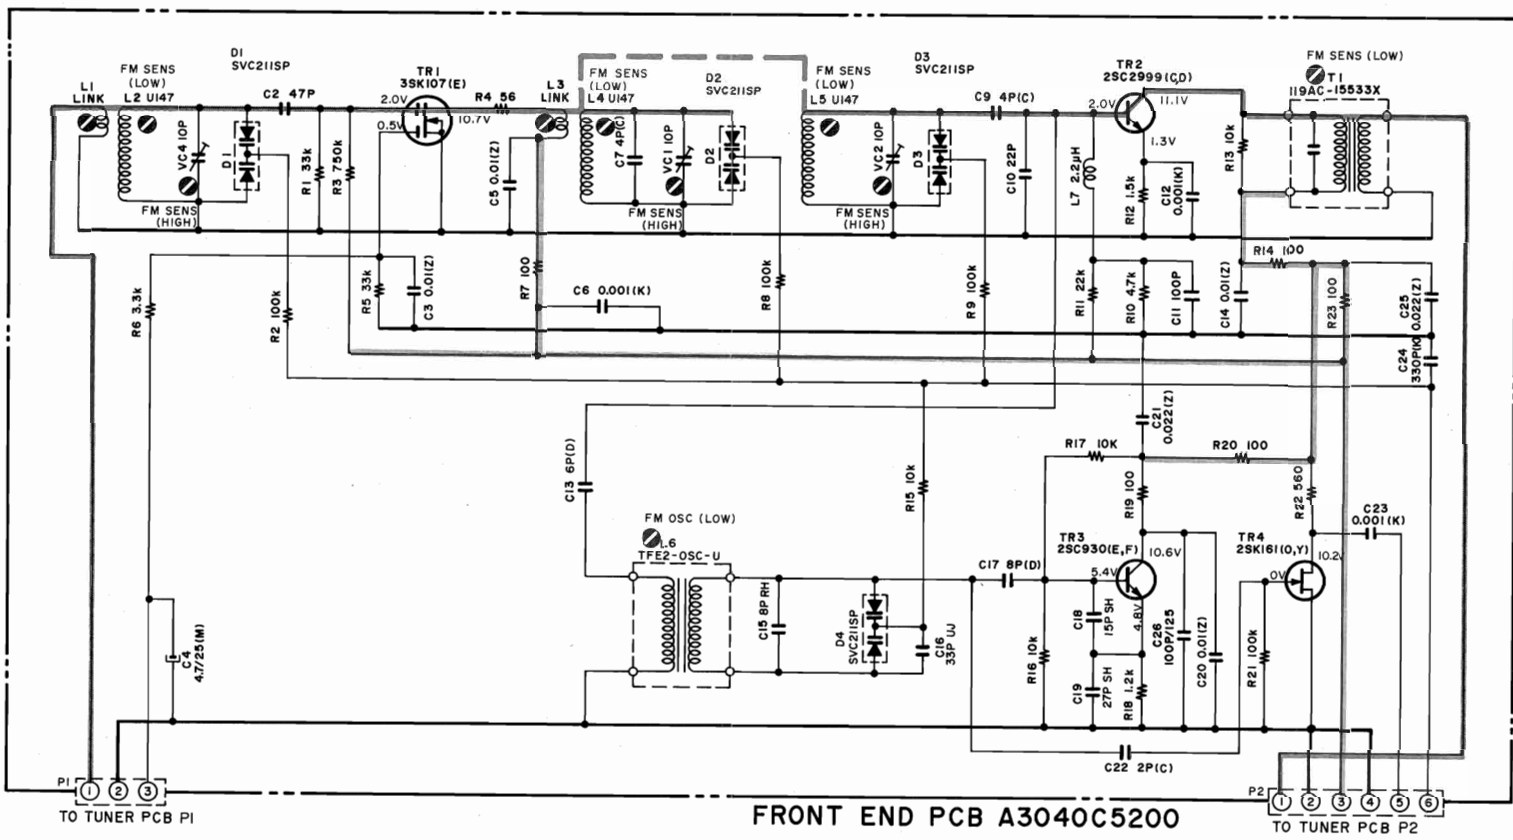 D1
SVC211SP
FM SENS
(LOW)
L1
LINK
L2 U147
C2 47P
TR1
3SK107(E)
2.0V
0.5V
10.7V
R4 56
L3
LINK
FM SENS
(LOW)
L4 U147
D2
SVC211SP
FM SENS
(LOW)
L5 U147
D3
SVC211SP
C9 4P(C)
TR2
2SC2999(C,D)
2.0V
11.1V
1.3V
FM SENS (LOW)
T1
119AC-15533X
VC4 10P
D1
R1 33k
R3 750k
C5 0.01(Z)
C7 4P(C)
VC1 10P
D2
VC2 10P
D3
C10 22P
L7 2.2μH
R12 1.5k
C12
0.001(K)
R13 10k
FM SENS
(HIGH)
FM SENS
(HIGH)
FM SENS
(HIGH)
R6 3.3k
R2 100k
R5 33k
C3 0.01(Z)
R7 100
C6 0.001(K)
R8 100k
R9 100k
R11 22k
R10 4.7k
C11 100P
C14 0.01(Z)
R14 100
R23 100
C25
0.022(Z)
C24
330P(K)
C13 6P(D)
R15 10k
R17 10K
C21
0.022(Z)
R20 100
R19 100
R22 560
C23
0.001(K)
FM OSC (LOW)
L6
TFE2-OSC-U
C15 8P RH
D4
SVC211SP
C16
33P UJ
C17 8P(D)
TR3
2SC930(E,F)
5.4V
10.6V
4.8V
TR4
2SK161(O,Y)
0V
10.2V
C18
15P SH
C19
27P SH
R16 10k
R18 1.2k
C26
100P/125
C20 0.01(Z)
R21 100k
C4
4.7/25(M)
C22 2P(C)
P1
1 2 3
TO TUNER PCB P1
FRONT END PCB A3040C5200
P2
1 2 3 4 5 6
TO TUNER PCB P2